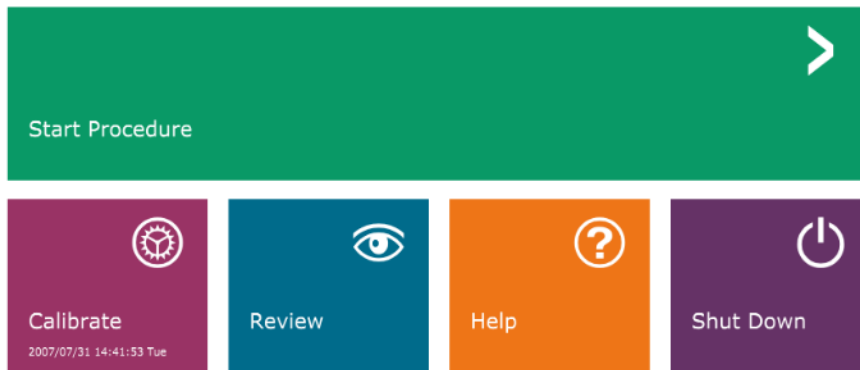 Start Procedure
Calibrate
2007/07/31 14:41:53 Tue
Review
Help
Shut Down